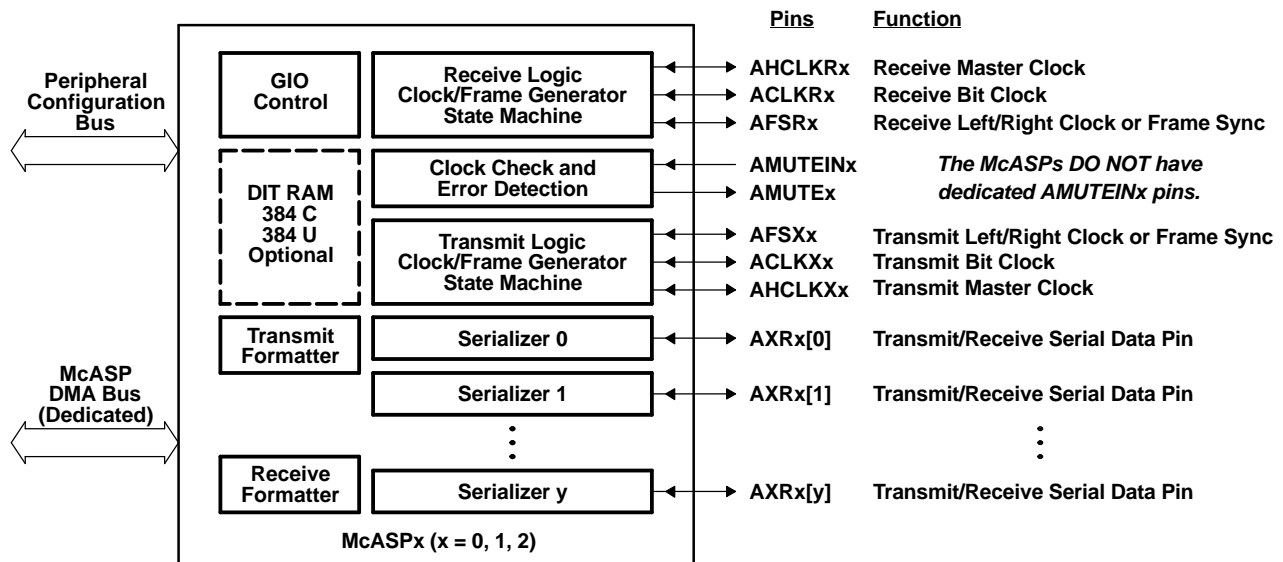 Pins Function
Peripheral
Configuration
Bus
GIO
Control
Receive Logic
Clock/Frame Generator
State Machine
AHCLKRx Receive Master Clock
ACLKRx Receive Bit Clock
AFSRx Receive Left/Right Clock or Frame Sync
DIT RAM
384 C
384 U
Optional
Clock Check and
Error Detection
AMUTEINx
AMUTEx
The McASPs DO NOT have
dedicated AMUTEINx pins.
Transmit Logic
Clock/Frame Generator
State Machine
AFSXx Transmit Left/Right Clock or Frame Sync
ACLKXx Transmit Bit Clock
AHCLKXx Transmit Master Clock
Transmit
Formatter
Serializer 0
AXRx[0] Transmit/Receive Serial Data Pin
McASP
DMA Bus
(Dedicated)
Serializer 1
AXRx[1] Transmit/Receive Serial Data Pin
Receive
Formatter
Serializer y
AXRx[y] Transmit/Receive Serial Data Pin
McASPx (x = 0, 1, 2)